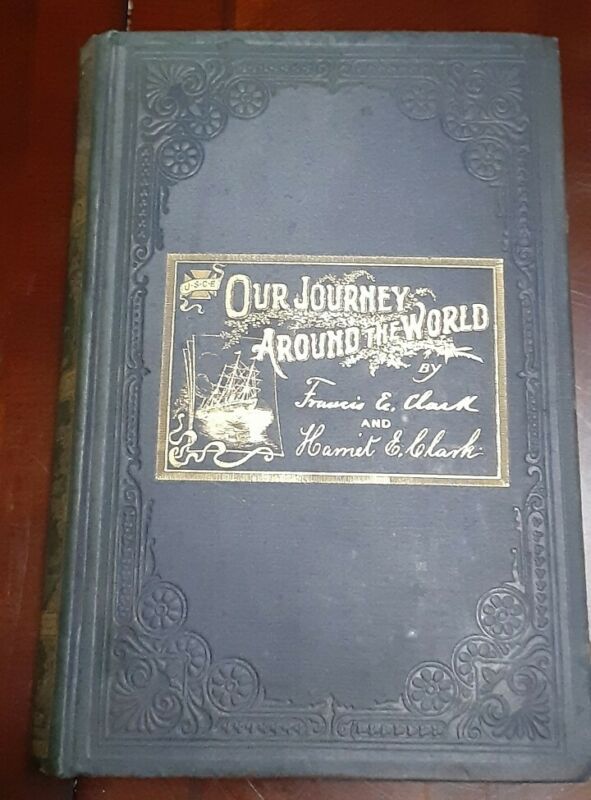 U-S-C-E
OUR JOURNEY
AROUND THE WORLD
BY
Francis E. Clark
AND
Harriet E. Clark